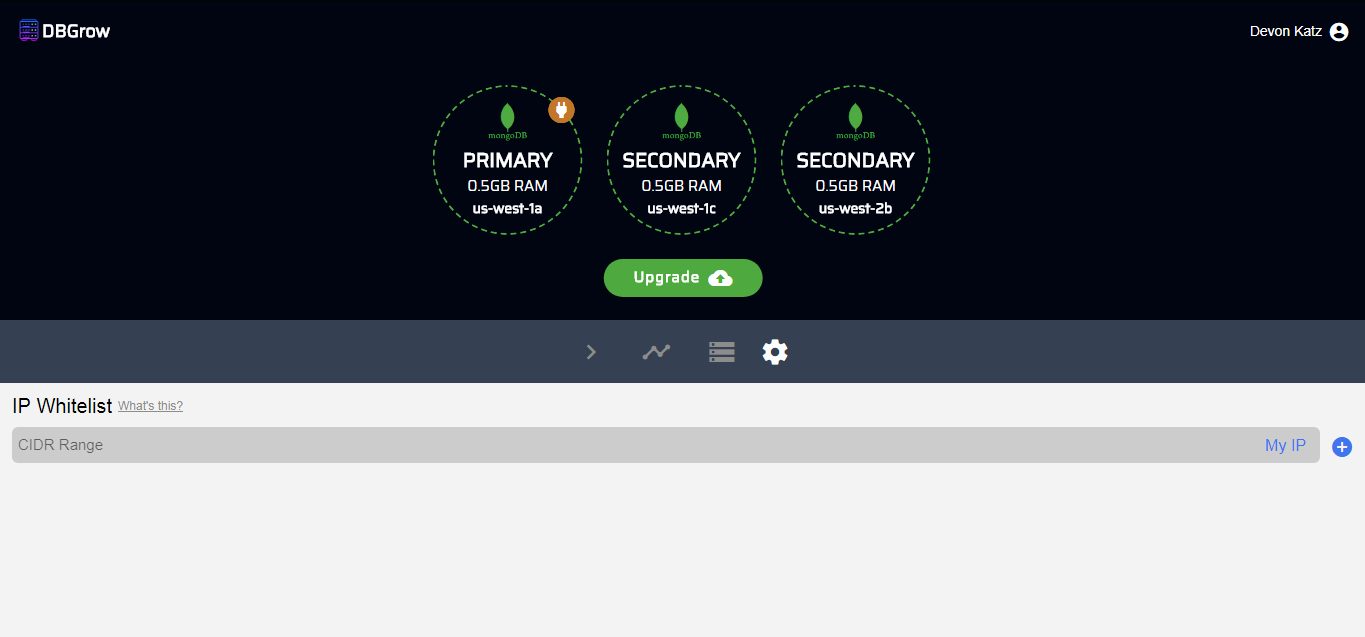 DBGrow
Devon Katz
mongoDB
PRIMARY
0.5GB RAM
us-west-1a
mongoDB
SECONDARY
0.5GB RAM
us-west-1c
mongoDB
SECONDARY
0.5GB RAM
us-west-2b
Upgrade
IP Whitelist What's this?
CIDR Range My IP